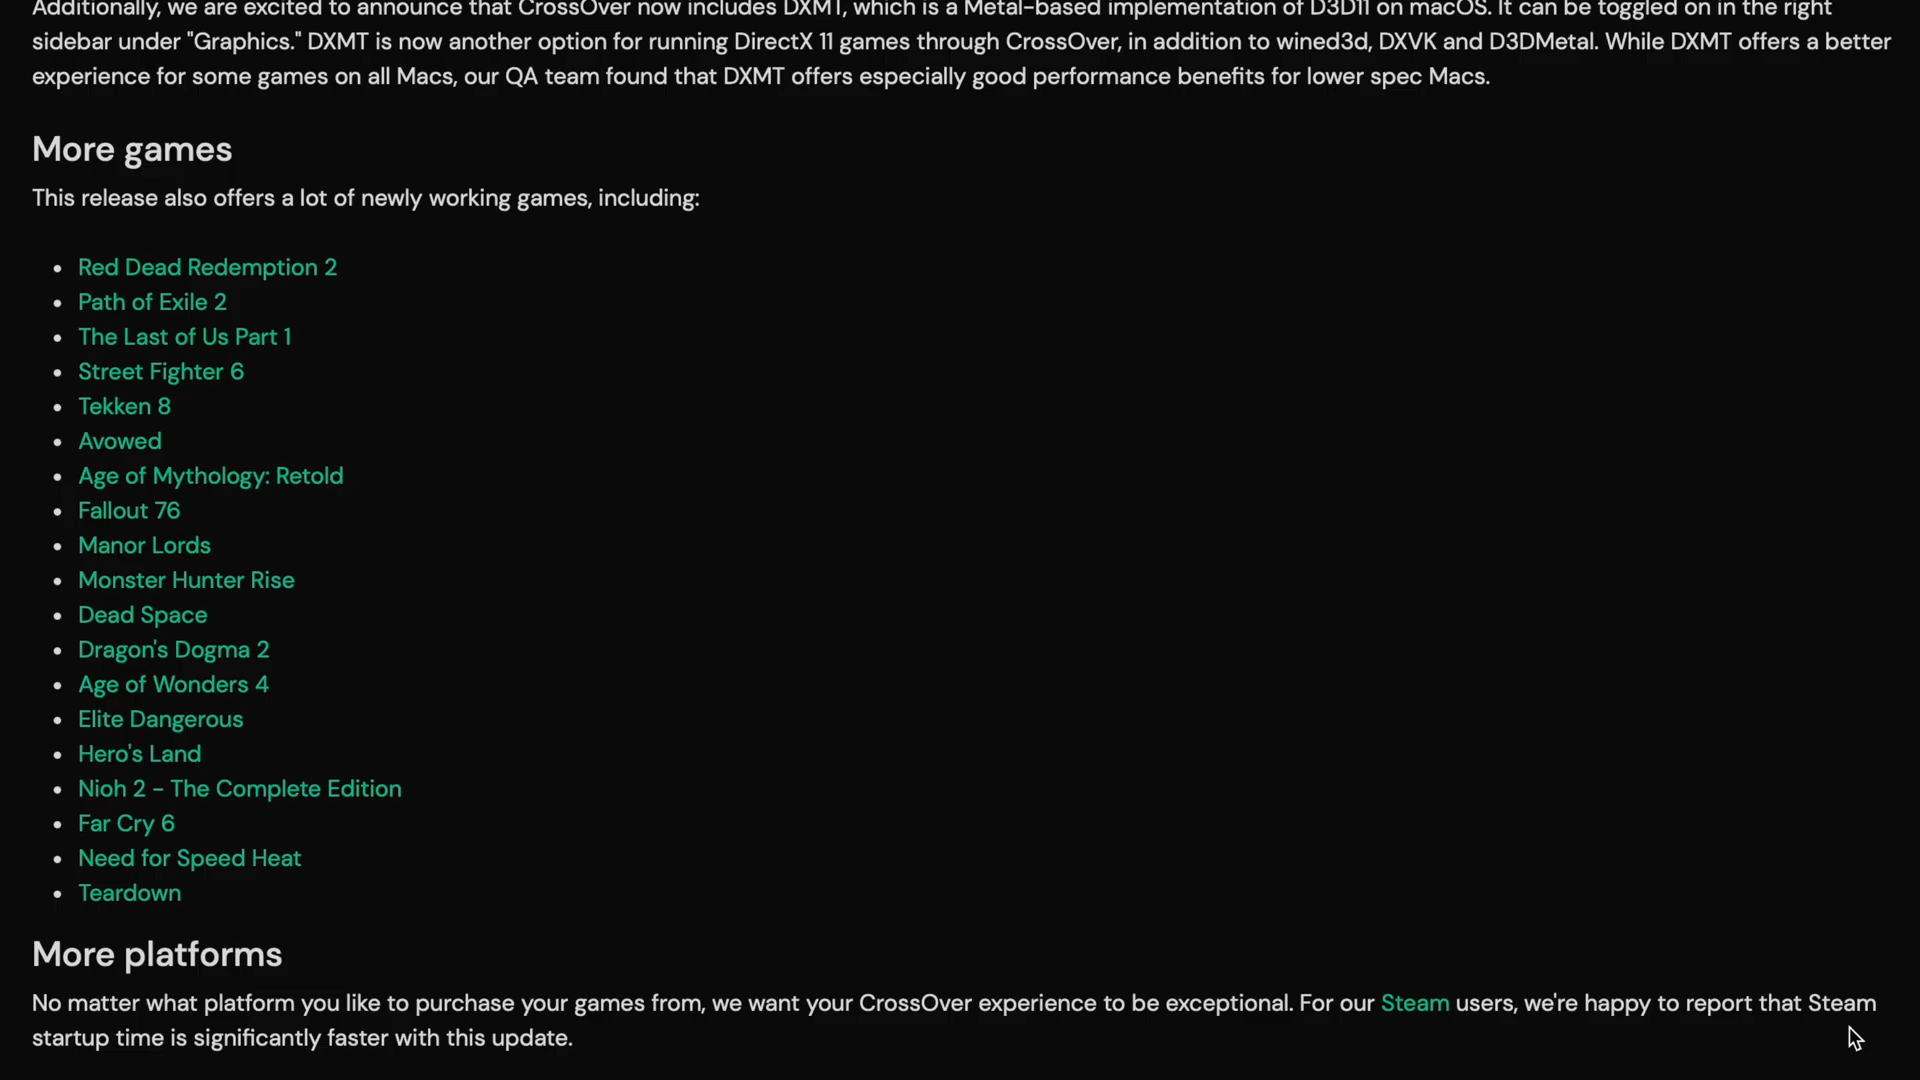 Additionally, we are excited to announce that CrossOver now includes DXMT, which is a Metal-based implementation of D3D11 on macOS. It can be toggled on in the right
sidebar under "Graphics." DXMT is now another option for running DirectX 11 games through CrossOver, in addition to wined3d, DXVK and D3DMetal. While DXMT offers a better
experience for some games on all Macs, our QA team found that DXMT offers especially good performance benefits for lower spec Macs.
More games
This release also offers a lot of newly working games, including:
• Red Dead Redemption 2
• Path of Exile 2
• The Last of Us Part 1
• Street Fighter 6
• Tekken 8
• Avowed
• Age of Mythology: Retold
• Fallout 76
• Manor Lords
• Monster Hunter Rise
• Dead Space
• Dragon's Dogma 2
• Age of Wonders 4
• Elite Dangerous
• Hero's Land
• Nioh 2 - The Complete Edition
• Far Cry 6
• Need for Speed Heat
• Teardown
More platforms
No matter what platform you like to purchase your games from, we want your CrossOver experience to be exceptional. For our Steam users, we're happy to report that Steam
startup time is significantly faster with this update.